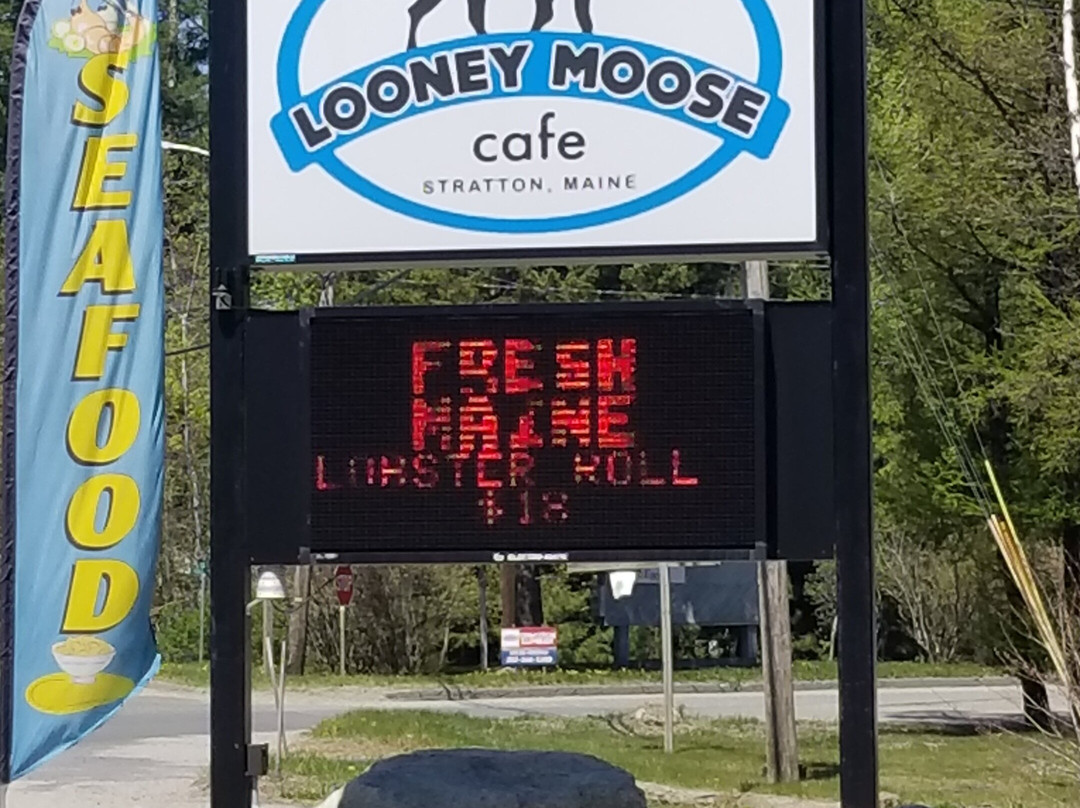 SEAFOOD
LOONEY MOOSE
cafe
STRATTON, MAINE
FRESH
MAINE
LOBSTER ROLL
$18